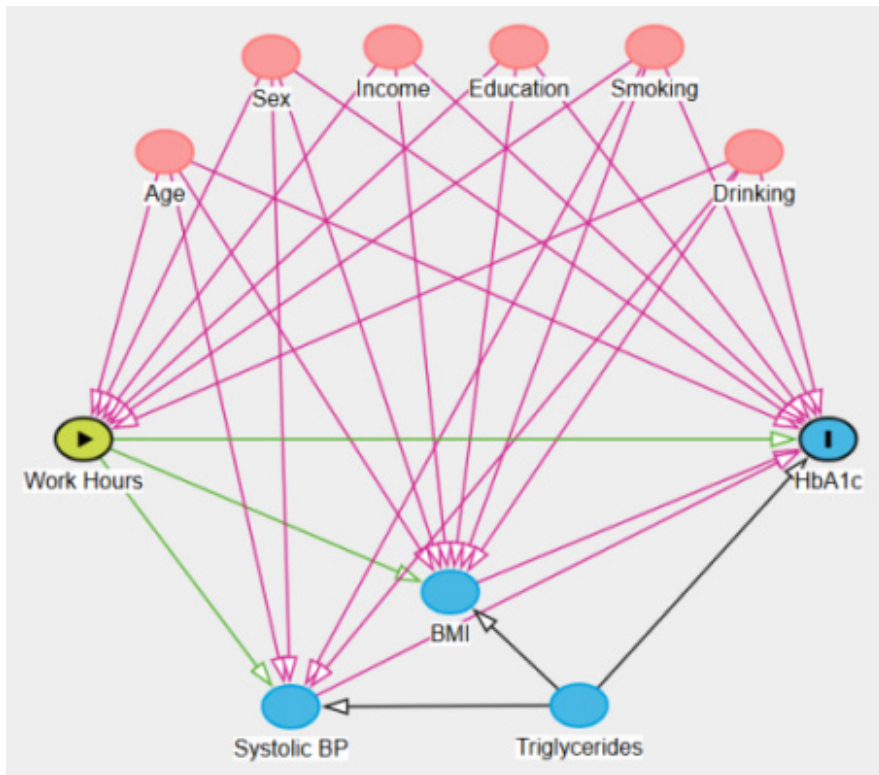 Sex
Income
Education
Smoking
Age
Drinking
Work Hours
HbA1c
BMI
Systolic BP
Triglycerides